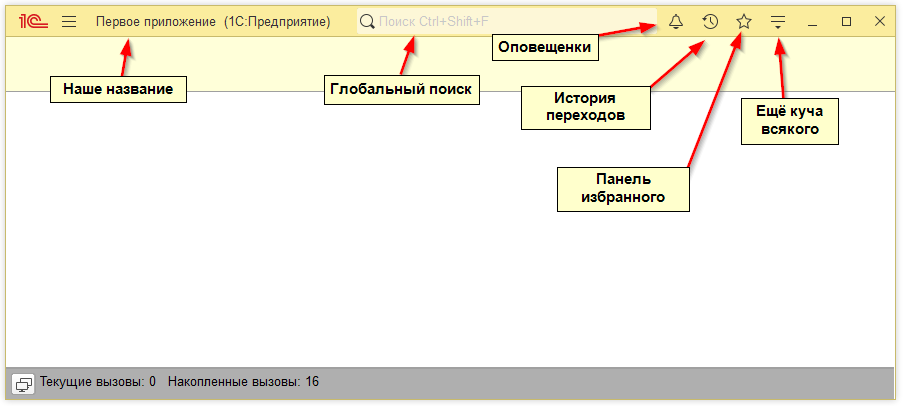 1С Первое приложение (1С:Предприятие) Поиск Ctrl+Shift+F
Оповещенки
Наше название
Глобальный поиск
История
переходов
Ещё куча
всякого
Панель
избранного
Текущие вызовы: 0 Накопленные вызовы: 16